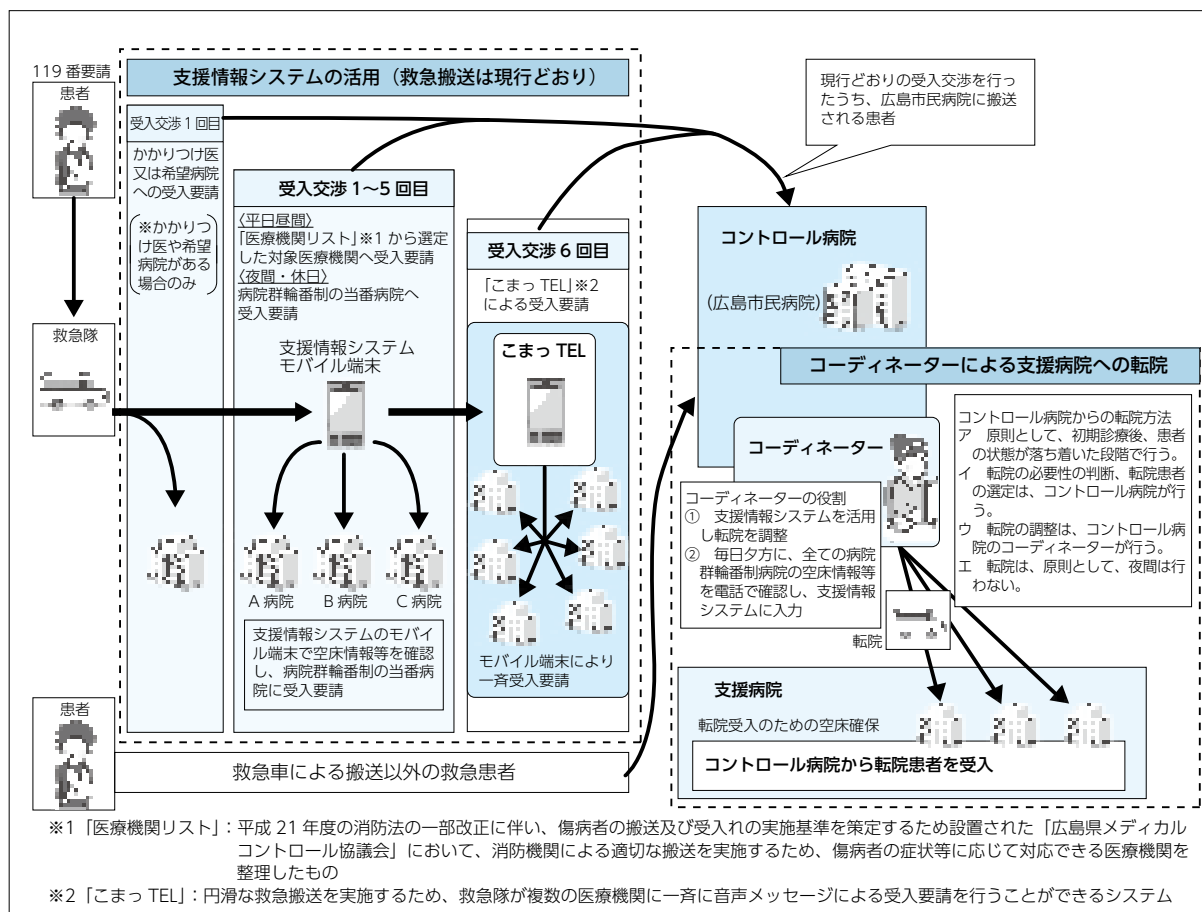 119番要請
患者
救急隊
支援情報システムの活用（救急搬送は現行どおり）
受入交渉1回目
かかりつけ医
又は希望病院
への受入要請
※かかりつ
け医や希望
病院がある
場合のみ
受入交渉1～5回目
〈平日昼間〉
「医療機関リスト」※1から選定
した対象医療機関へ受入要請
〈夜間・休日〉
病院群輪番制の当番病院へ
受入要請
支援情報システム
モバイル端末
A病院
B病院
C病院
支援情報システムのモバイ
ル端末で空床情報等を確認
し、病院群輪番制の当番病
院に受入要請
受入交渉6回目
「こまっTEL」※2
による受入要請
こまっTEL
モバイル端末により
一斉受入要請
現行どおりの受入交渉を行っ
たうち、広島市民病院に搬送
される患者
コントロール病院
（広島市民病院）
コーディネーターによる支援病院への転院
コーディネーター
コーディネーターの役割
①　支援情報システムを活用
し転院を調整
②　毎日夕方に、全ての病院
群輪番制病院の空床情報等
を電話で確認し、支援情報
システムに入力
コントロール病院からの転院方法
ア　原則として、初期診療後、患者
の状態が落ち着いた段階で行う。
イ　転院の必要性の判断、転院患者
の選定は、コントロール病院が行
う。
ウ　転院の調整は、コントロール病
院のコーディネーターが行う。
エ　転院は、原則として、夜間は行
わない。
転院
支援病院
転院受入のための空床確保
コントロール病院から転院患者を受入
患者
救急車による搬送以外の救急患者
※1「医療機関リスト」：平成21年度の消防法の一部改正に伴い、傷病者の搬送及び受入れの実施基準を策定するため設置された「広島県メディカル
コントロール協議会」において、消防機関による適切な搬送を実施するため、傷病者の症状等に応じて対応できる医療機関を
整理したもの
※2「こまっTEL」：円滑な救急搬送を実施するため、救急隊が複数の医療機関に一斉に音声メッセージによる受入要請を行うことができるシステム